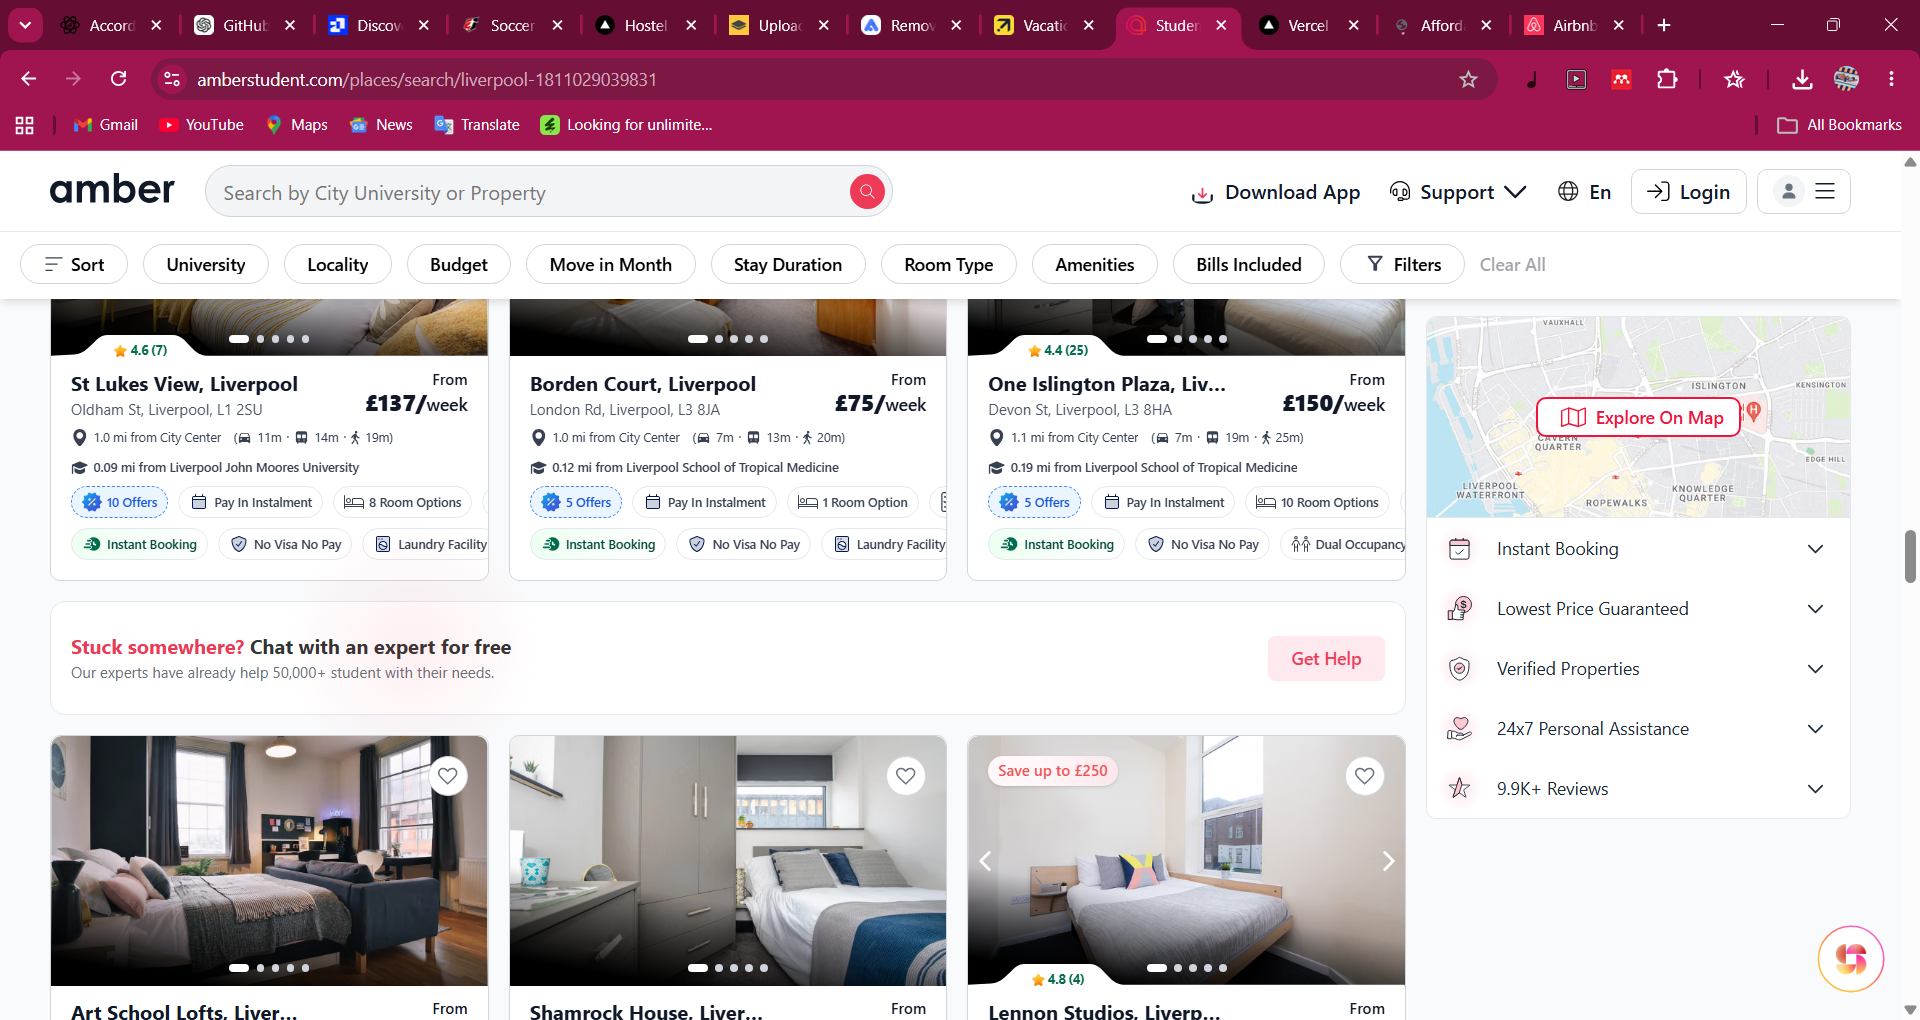 Accord
GitHub
Discov
Soccer
Hostel
Upload
Remov
Vacatic
Studen
Vercel
Afford
Airbnb
amberstudent.com/places/search/liverpool-1811029039831
Gmail
YouTube
Maps
News
Translate
Looking for unlimite...
All Bookmarks
amber
Search by City University or Property
Download App
Support
En
Login
Sort
University
Locality
Budget
Move in Month
Stay Duration
Room Type
Amenities
Bills Included
Filters
Clear All
4.6 (7)
St Lukes View, Liverpool
From
Oldham St, Liverpool, L1 2SU
£137/week
1.0 mi from City Center ( 11m · 14m · 19m)
0.09 mi from Liverpool John Moores University
10 Offers
Pay In Instalment
8 Room Options
Instant Booking
No Visa No Pay
Laundry Facility
Borden Court, Liverpool
From
London Rd, Liverpool, L3 8JA
£75/week
1.0 mi from City Center ( 7m · 13m · 20m)
0.12 mi from Liverpool School of Tropical Medicine
5 Offers
Pay In Instalment
1 Room Option
Instant Booking
No Visa No Pay
Laundry Facility
4.4 (25)
One Islington Plaza, Liv...
From
Devon St, Liverpool, L3 8HA
£150/week
1.1 mi from City Center ( 7m · 19m · 25m)
0.19 mi from Liverpool School of Tropical Medicine
5 Offers
Pay In Instalment
10 Room Options
Instant Booking
No Visa No Pay
Dual Occupancy
VAUXHALL
ISLINGTON
KENSINGTON
Explore On Map
CAVERN
QUARTER
EDGE HILL
LIVERPOOL
WATERFRONT
ROPEWALKS
KNOWLEDGE
QUARTER
Instant Booking
Lowest Price Guaranteed
Verified Properties
24x7 Personal Assistance
9.9K+ Reviews
Stuck somewhere? Chat with an expert for free
Our experts have already help 50,000+ student with their needs.
Get Help
Save up to £250
4.8 (4)
Art School Lofts, Liver...
From
Shamrock House, Liver...
From
Lennon Studios, Liverp...
From